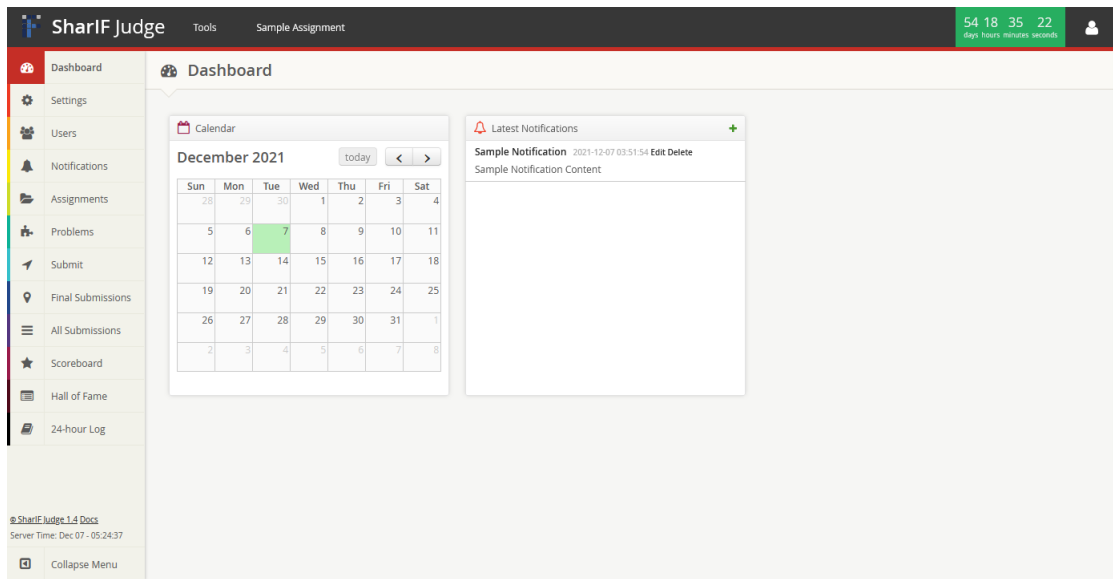 SharIF Judge Tools Sample Assignment
54 18 35 22
days hours minutes seconds
Dashboard
Settings
Users
Notifications
Assignments
Problems
Submit
Final Submissions
All Submissions
Scoreboard
Hall of Fame
24-hour Log
© SharIF Judge 1.4 Docs
Server Time: Dec 07 - 05:24:37
Collapse Menu
Dashboard
Calendar
December 2021 today
Sun Mon Tue Wed Thu Fri Sat
28 29 30 1 2 3 4
5 6 7 8 9 10 11
12 13 14 15 16 17 18
19 20 21 22 23 24 25
26 27 28 29 30 31 1
2 3 4 5 6 7 8
Latest Notifications
Sample Notification 2021-12-07 03:51:54 Edit Delete
Sample Notification Content